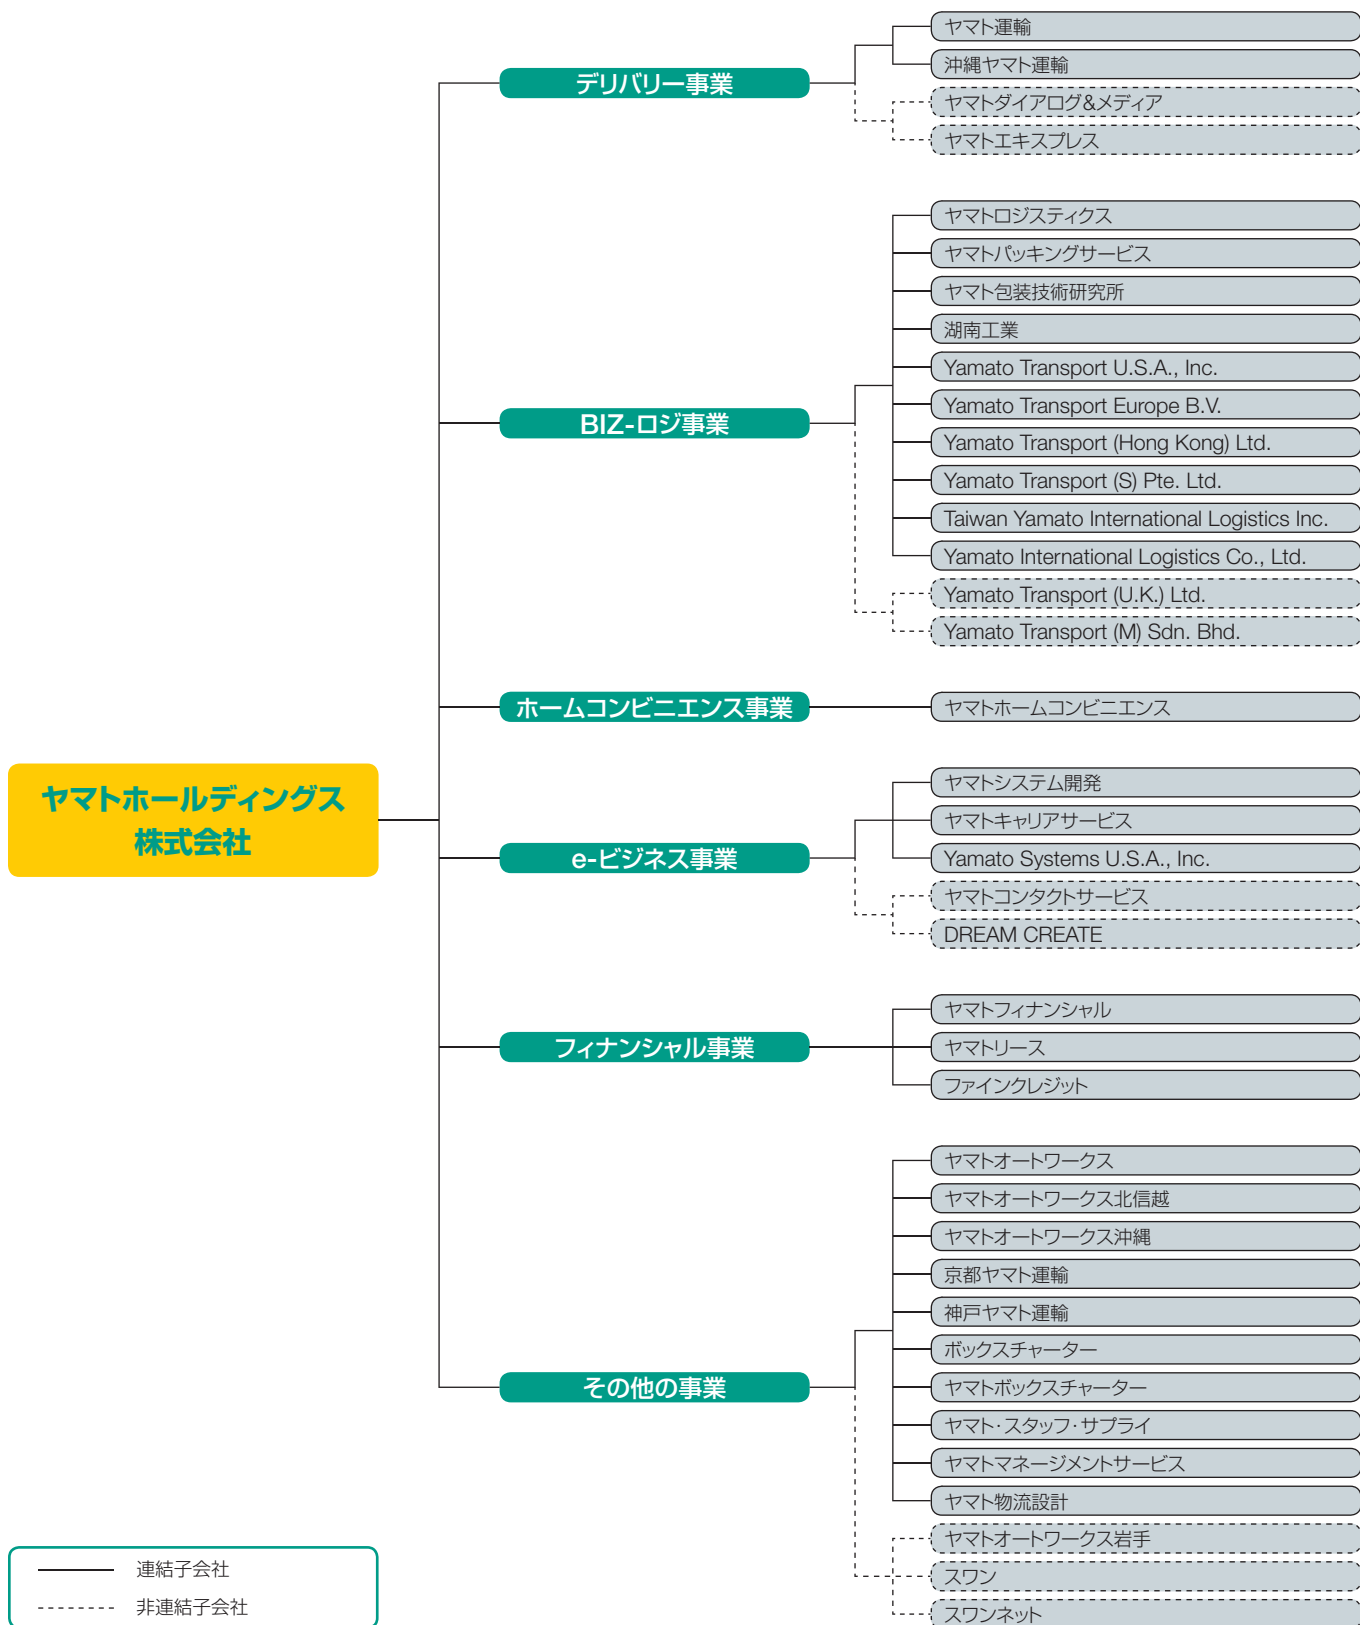 ヤマトホールディングス
株式会社
デリバリー事業
ヤマト運輸
沖縄ヤマト運輸
ヤマトダイアログ&メディア
ヤマトエキスプレス
BIZ-ロジ事業
ヤマトロジスティクス
ヤマトパッキングサービス
ヤマト包装技術研究所
湖南工業
Yamato Transport U.S.A., Inc.
Yamato Transport Europe B.V.
Yamato Transport (Hong Kong) Ltd.
Yamato Transport (S) Pte. Ltd.
Taiwan Yamato International Logistics Inc.
Yamato International Logistics Co., Ltd.
Yamato Transport (U.K.) Ltd.
Yamato Transport (M) Sdn. Bhd.
ホームコンビニエンス事業
ヤマトホームコンビニエンス
e-ビジネス事業
ヤマトシステム開発
ヤマトキャリアサービス
Yamato Systems U.S.A., Inc.
ヤマトコンタクトサービス
DREAM CREATE
フィナンシャル事業
ヤマトフィナンシャル
ヤマトリース
ファインクレジット
その他の事業
ヤマトオートワークス
ヤマトオートワークス北信越
ヤマトオートワークス沖縄
京都ヤマト運輸
神戸ヤマト運輸
ボックスチャーター
ヤマトボックスチャーター
ヤマト・スタッフ・サプライ
ヤマトマネージメントサービス
ヤマト物流設計
ヤマトオートワークス岩手
スワン
スワンネット
連結子会社
非連結子会社